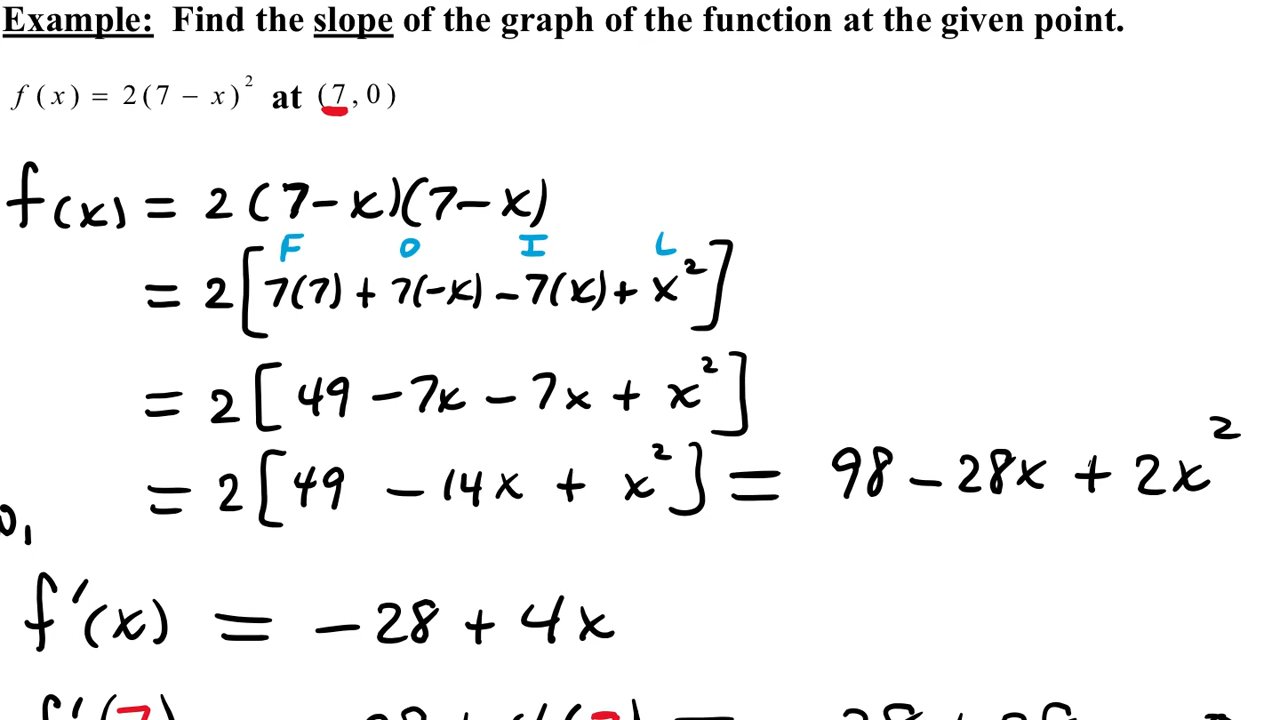 Example: Find the slope of the graph of the function at the given point.
f(x) = 2(7 − x)² at (7,0)
f(x) = 2(7−x)(7−x)
F O I L
= 2[7(7) + 7(−x) − 7(x) + x²]
= 2[49 − 7x − 7x + x²]
= 2[49 − 14x + x²] = 98 − 28x + 2x²
f'(x) = −28 + 4x
f'(7)